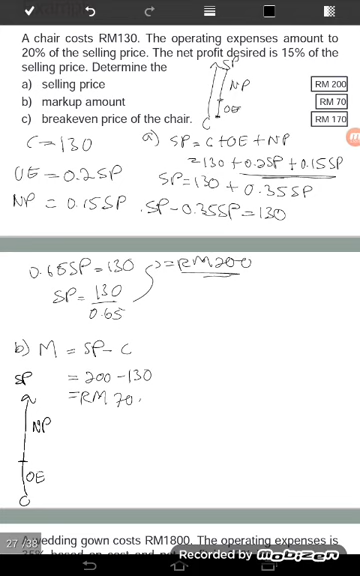 A chair costs RM130. The operating expenses amount to
20% of the selling price. The net profit desired is 15% of the
selling price. Determine the
a) selling price
b) markup amount
c) breakeven price of the chair.
RM 200
RM 70
RM 170
SP
NP
OE
C
C = 130
OE = 0.2SP
NP = 0.15SP
a) SP = C + OE + NP
= 130 + 0.2SP + 0.15SP
SP = 130 + 0.35SP
SP - 0.35SP = 130
0.65SP = 130
SP = 130
0.65
= RM 200
b) M = SP - C
= 200 - 130
= RM 70
SP
NP
OE
C
27 / 38
A wedding gown costs RM1800. The operating expenses is
Recorded by Mobizen